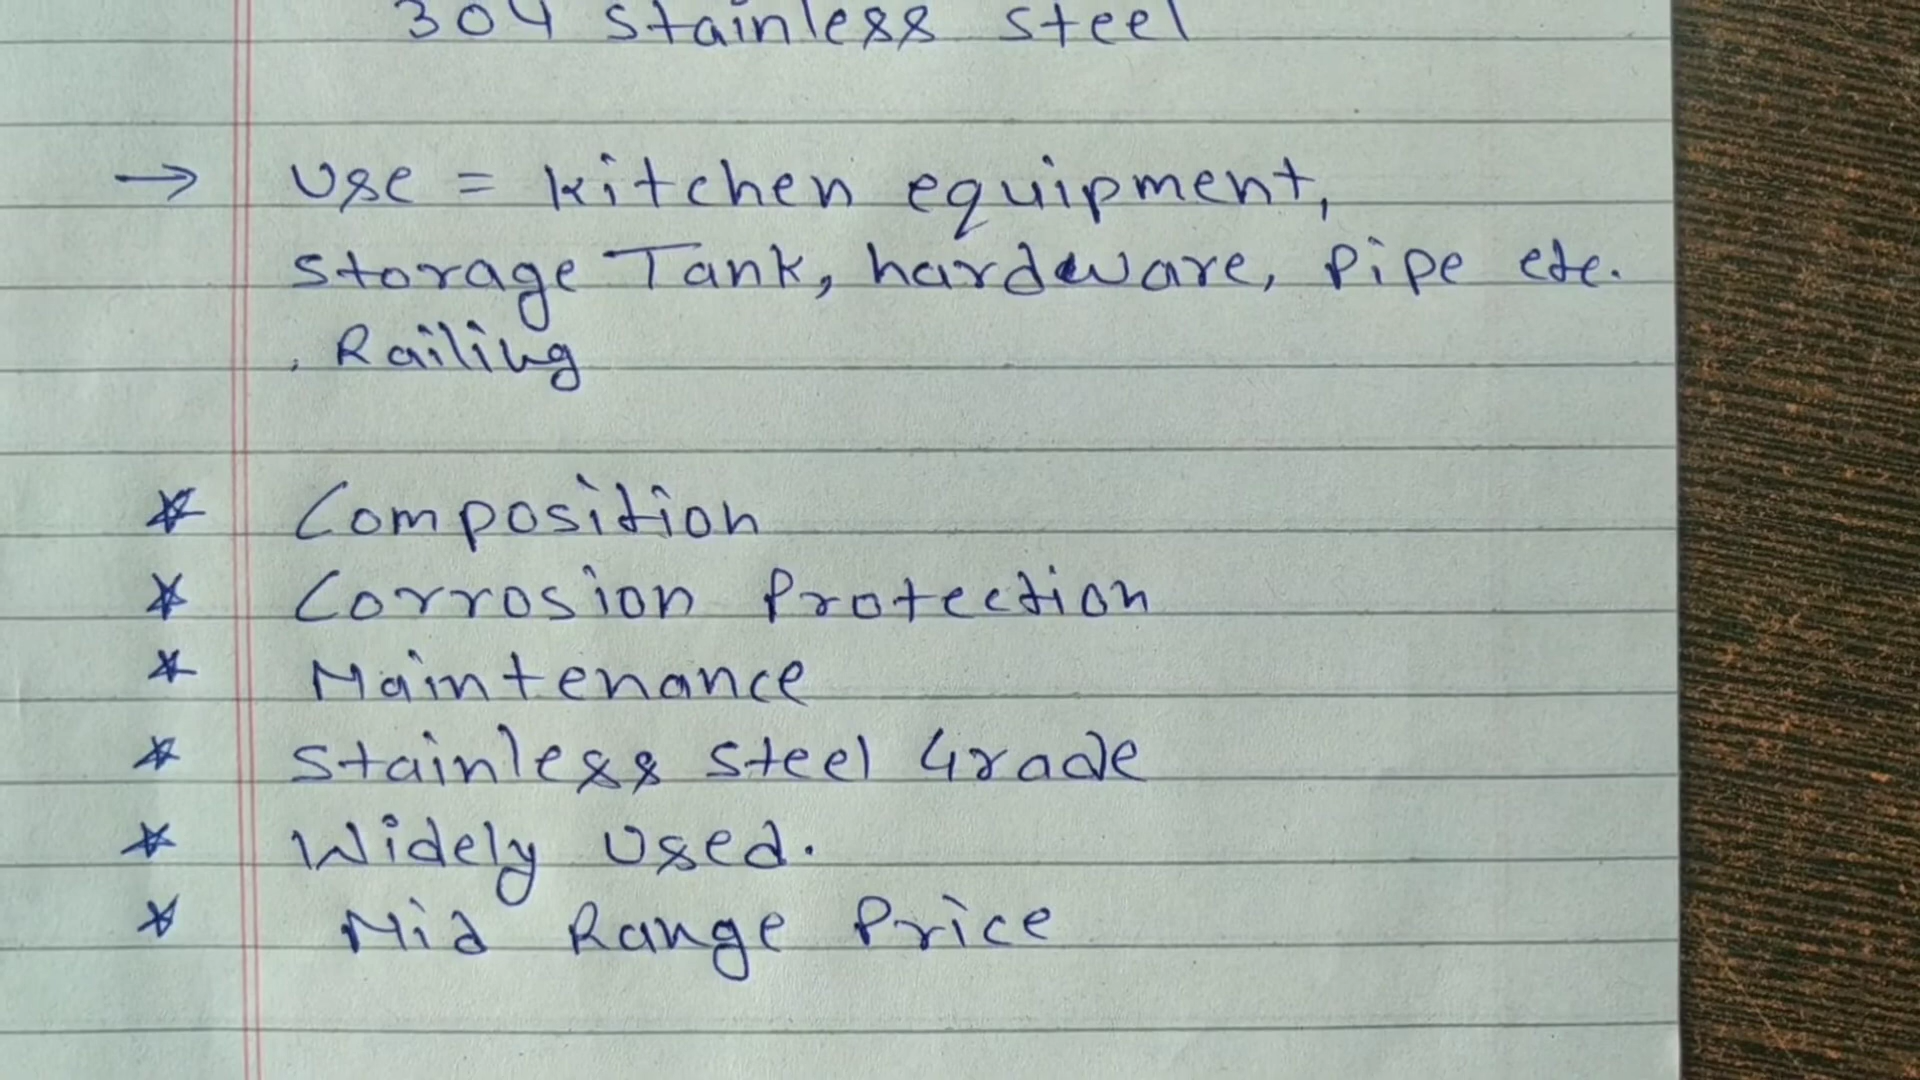 304 stainless steel
→ Use = kitchen equipment,
storage Tank, hardware, Pipe etc.
, Railing
* Composition
* Corrosion Protection
* Maintenance
* Stainless steel Grade
* Widely Used.
* Mid Range Price